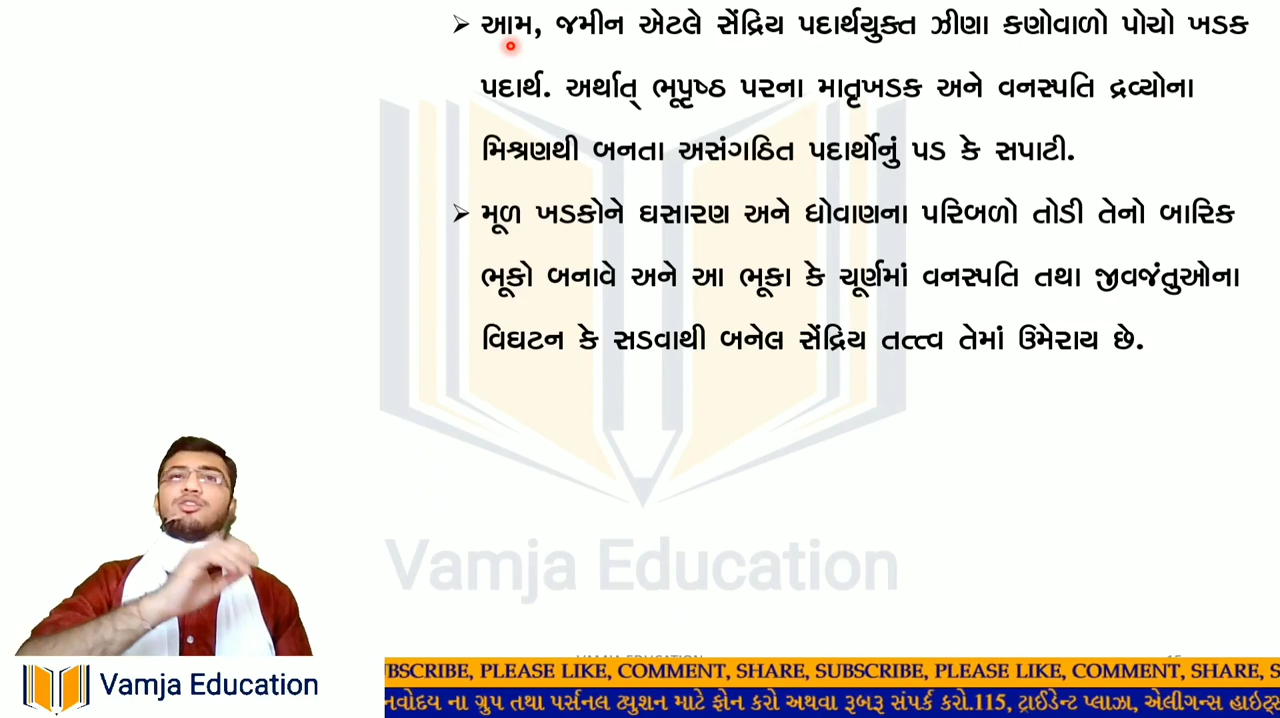 ➢ આમ, જમીન એટલે સેંદ્રિય પદાર્થયુક્ત ઝીણા કણોવાળો પોચો ખડક
પદાર્થ. અર્થાત્ ભૂપૃષ્ઠ પરના માતૃખડક અને વનસ્પતિ દ્રવ્યોના
મિશ્રણથી બનતા અસંગઠિત પદાર્થોનું પડ કે સપાટી.
➢ મૂળ ખડકોને ઘસારણ અને ધોવાણના પરિબળો તોડી તેનો બારિક
ભૂકો બનાવે અને આ ભૂકા કે ચૂર્ણમાં વનસ્પતિ તથા જીવજંતુઓના
વિઘટન કે સડવાથી બનેલ સેંદ્રિય તત્ત્વ તેમાં ઉમેરાય છે.
Vamja Education
Vamja Education
UBSCRIBE, PLEASE LIKE, COMMENT, SHARE, SUBSCRIBE, PLEASE LIKE, COMMENT, SHARE, S
નવોદય ના ગ્રુપ તથા પર્સનલ ટ્યુશન માટે ફોન કરો અથવા રૂબરૂ સંપર્ક કરો.115, ટ્રાઈડેન્ટ પ્લાઝા, એલીગન્સ હાઇટ્સ